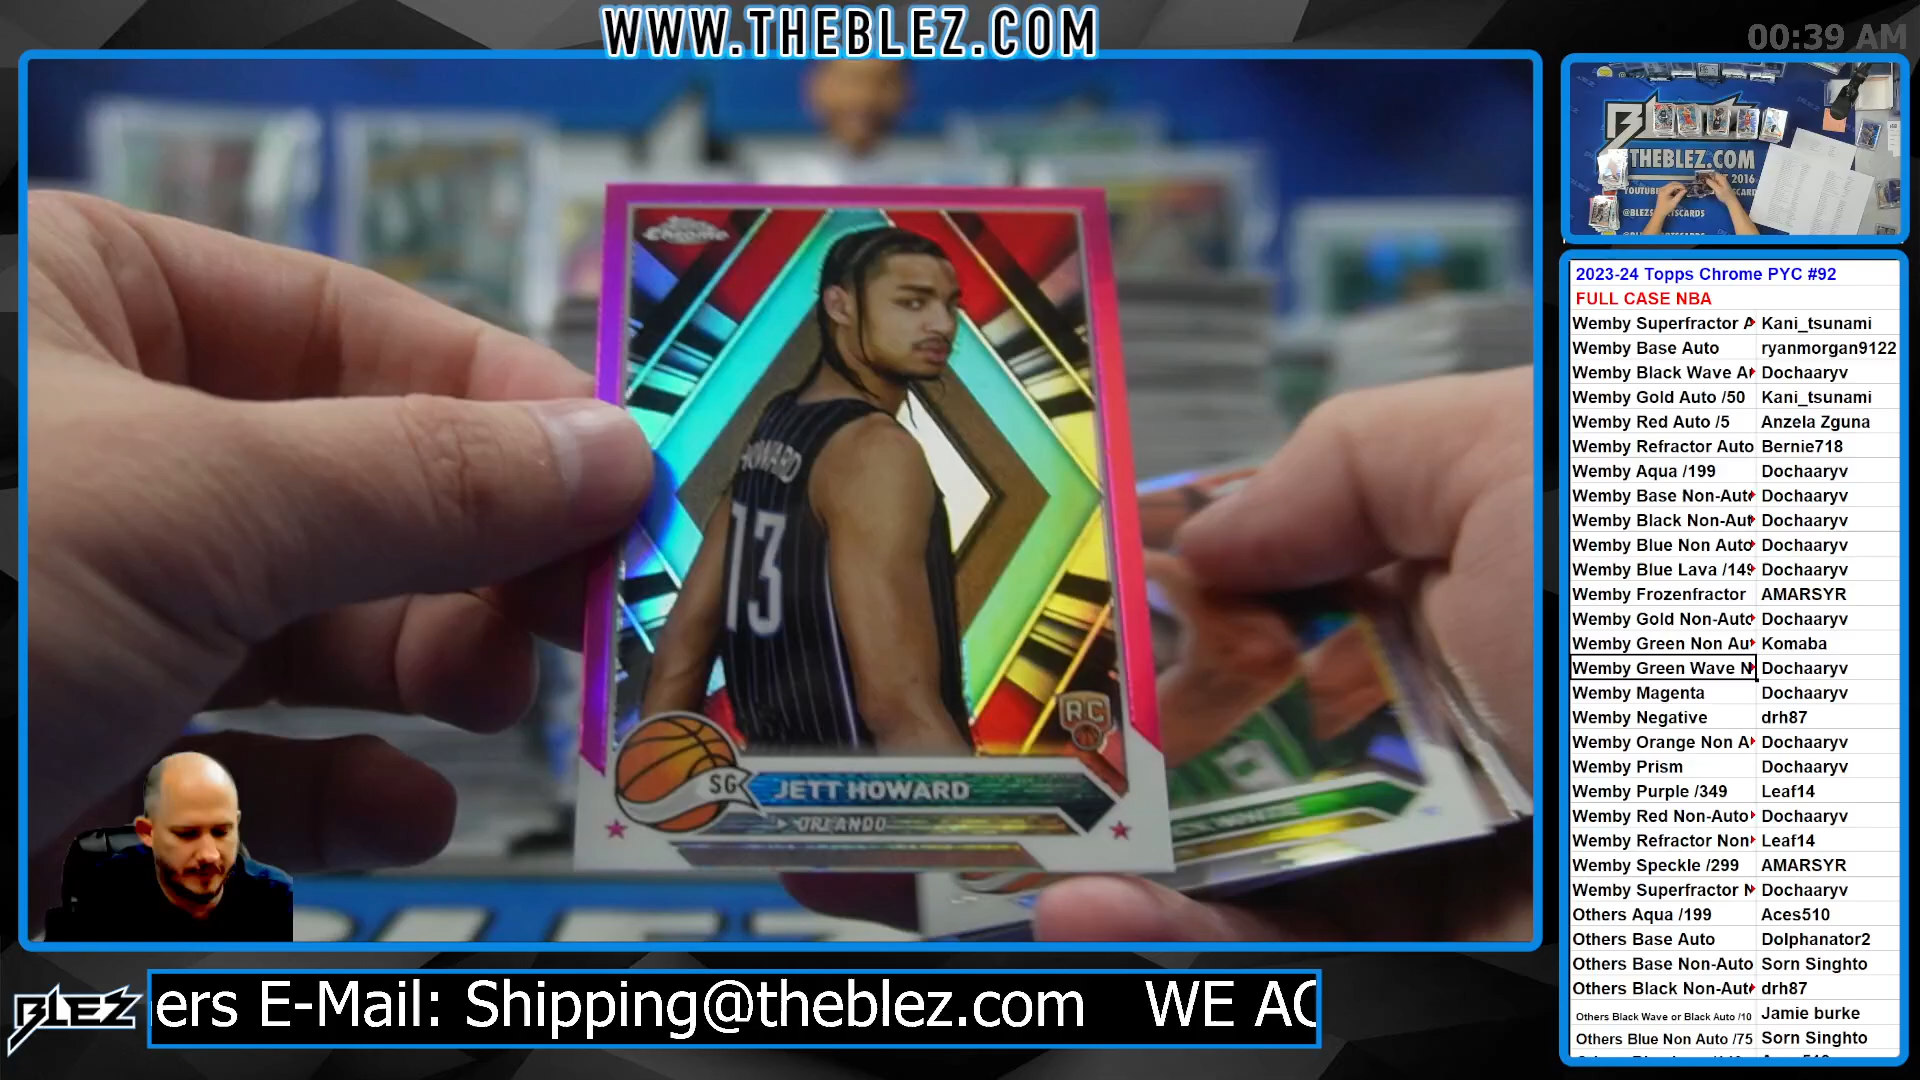 WWW.THEBLEZ.COM
00:39 AM
Topps Chrome
HOWARD
13
RC
SG
JETT HOWARD
ORLANDO
THEBLEZ.COM
2016
2023-24 Topps Chrome PYC #92
FULL CASE NBA
Wemby Superfractor A Kani_tsunami
Wemby Base Auto ryanmorgan9122
Wemby Black Wave A Dochaaryv
Wemby Gold Auto /50 Kani_tsunami
Wemby Red Auto /5 Anzela Zguna
Wemby Refractor Auto Bernie718
Wemby Aqua /199 Dochaaryv
Wemby Base Non-Aut Dochaaryv
Wemby Black Non-Aut Dochaaryv
Wemby Blue Non Auto Dochaaryv
Wemby Blue Lava /149 Dochaaryv
Wemby Frozenfractor AMARSYR
Wemby Gold Non-Auto Dochaaryv
Wemby Green Non Au Komaba
Wemby Green Wave N Dochaaryv
Wemby Magenta Dochaaryv
Wemby Negative drh87
Wemby Orange Non A Dochaaryv
Wemby Prism Dochaaryv
Wemby Purple /349 Leaf14
Wemby Red Non-Auto Dochaaryv
Wemby Refractor Non Leaf14
Wemby Speckle /299 AMARSYR
Wemby Superfractor N Dochaaryv
Others Aqua /199 Aces510
Others Base Auto Dolphanator2
Others Base Non-Auto Sorn Singhto
Others Black Non-Aut drh87
Others Black Wave or Black Auto /10 Jamie burke
Others Blue Non Auto /75 Sorn Singhto
BLEZ
ers E-Mail: Shipping@theblez.com WE AC